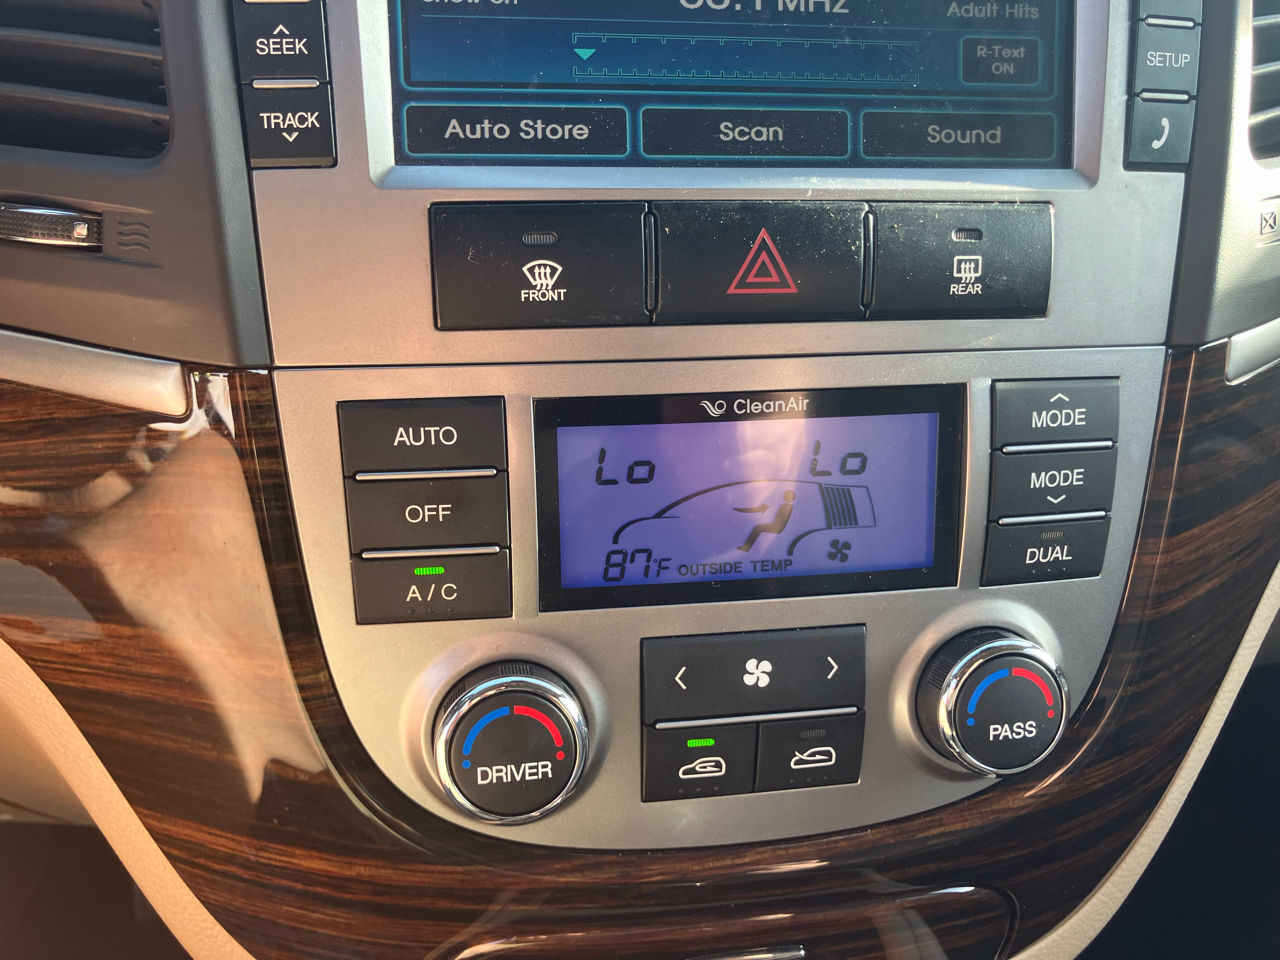 SEEK
TRACK
MHz
Adult Hits
R-Text
ON
Auto Store
Scan
Sound
SETUP
FRONT
REAR
CleanAir
AUTO
OFF
A/C
Lo
Lo
87°F OUTSIDE TEMP
MODE
MODE
DUAL
DRIVER
PASS